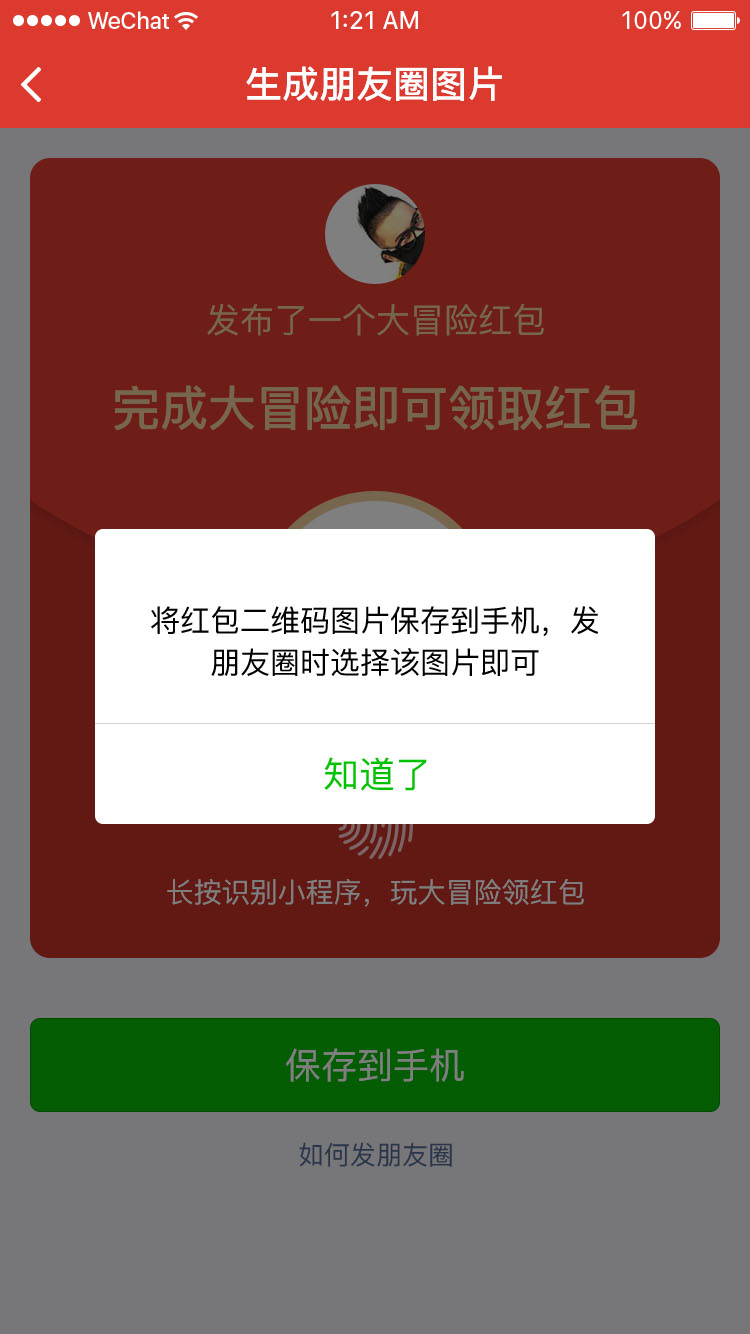 WeChat 1:21 AM 100%
生成朋友圈图片
发布了一个大冒险红包
完成大冒险即可领取红包
将红包二维码图片保存到手机，发
朋友圈时选择该图片即可
知道了
长按识别小程序，玩大冒险领红包
保存到手机
如何发朋友圈